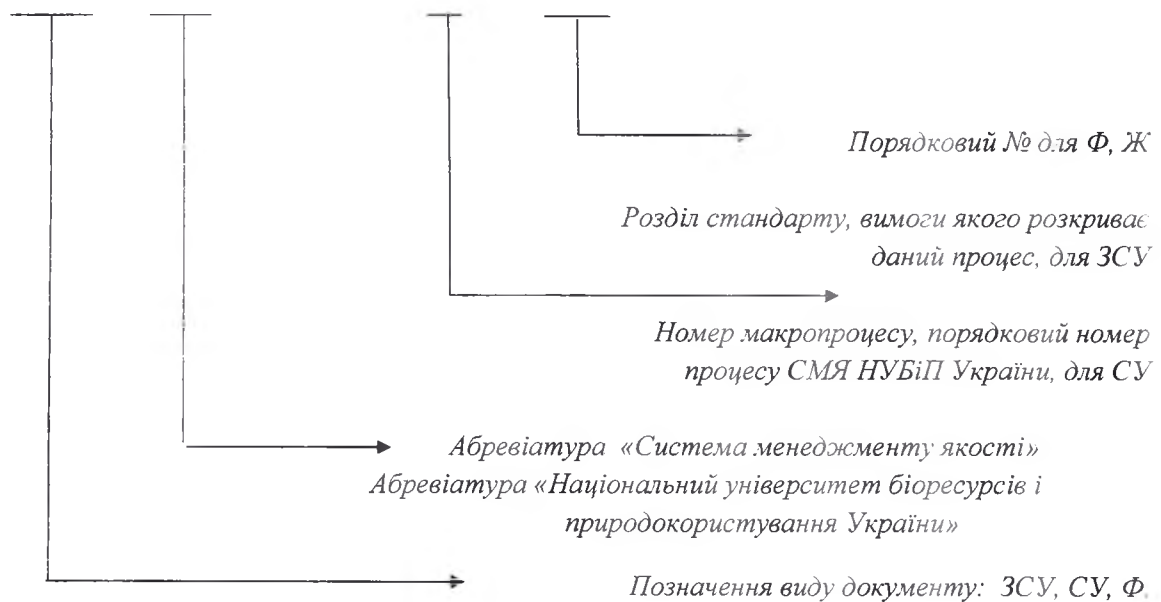 Порядковий № для Ф, Ж
Розділ стандарту, вимоги якого розкриває
даний процес, для ЗСУ
Номер макропроцесу, порядковий номер
процесу СМЯ НУБіП України, для СУ
Абревіатура «Система менеджменту якості»
Абревіатура «Національний університет біоресурсів і
природокористування України»
Позначення виду документу: ЗСУ, СУ, Ф.